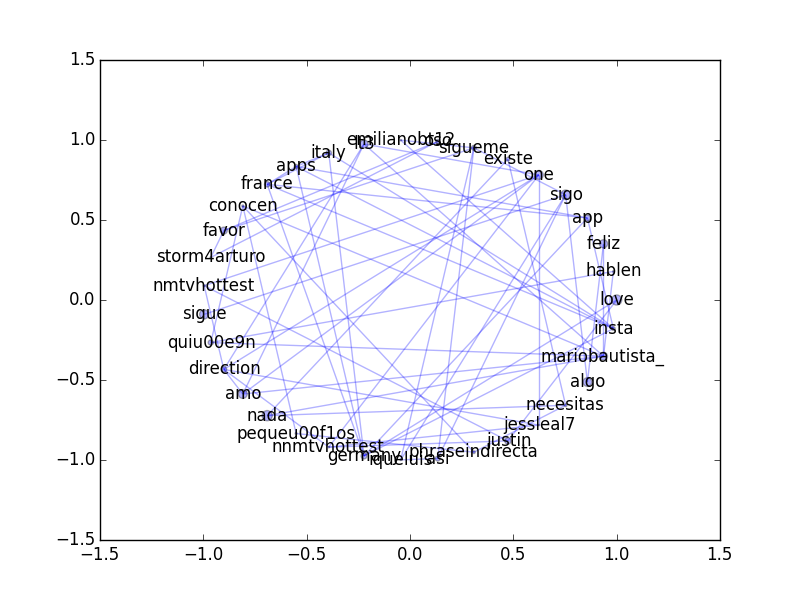 1.5
1.0
0.5
0.0
−0.5
−1.0
−1.5
−1.5
−1.0
−0.5
0.0
0.5
1.0
1.5
emilianobts12
lt3
sigueme
italy
existe
apps
one
france
sigo
conocen
app
favor
feliz
storm4arturo
hablen
nmtvhottest
love
sigue
insta
quiu00e9n
mariobautista_
direction
algo
amo
necesitas
nada
jessleal7
pequeu00f1os
justin
nnmtvhottest
phraseindirecta
germany
asi